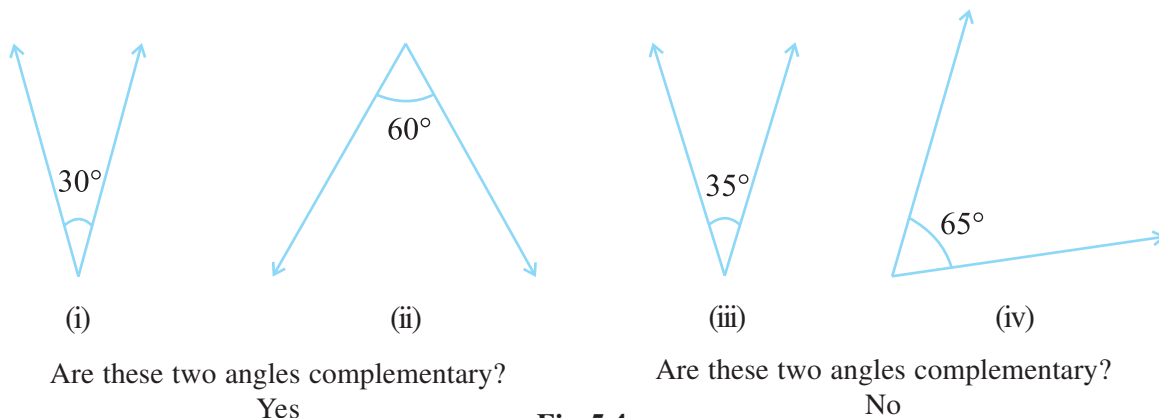 30°
60°
35°
65°
(i) (ii) (iii) (iv)
Are these two angles complementary?
Yes
Are these two angles complementary?
No